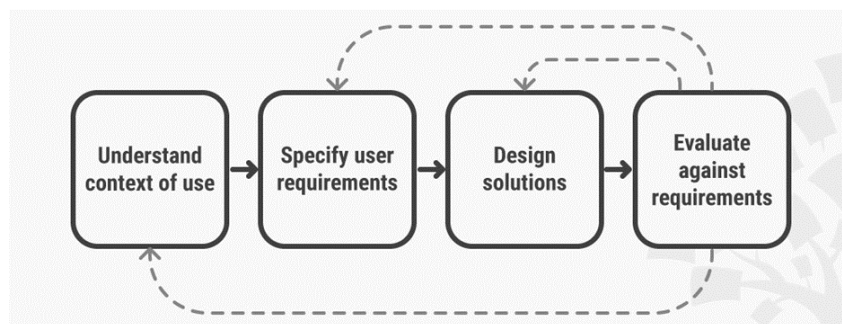 Understand
context of use
Specify user
requirements
Design
solutions
Evaluate
against
requirements